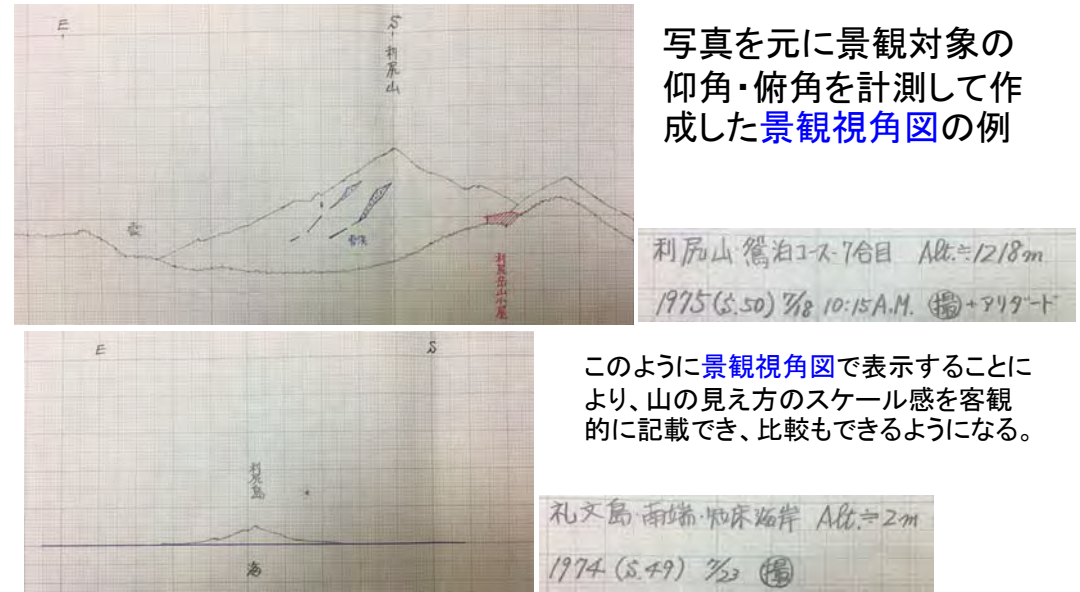 E
S
利尻山
雲
雪渓
利尻岳山小屋
写真を元に景観対象の
仰角・俯角を計測して作
成した景観視角図の例
利尻山・鴛泊コース・7合目 Alt.≒1218m
1975(S.50) 7/18 10:15A.M. 撮+アリダード
E
S
利尻島
海
このように景観視角図で表示することに
より、山の見え方のスケール感を客観
的に記載でき、比較もできるようになる。
礼文島・南端・知床海岸 Alt.≒2m
1974 (S.49) 7/23 撮